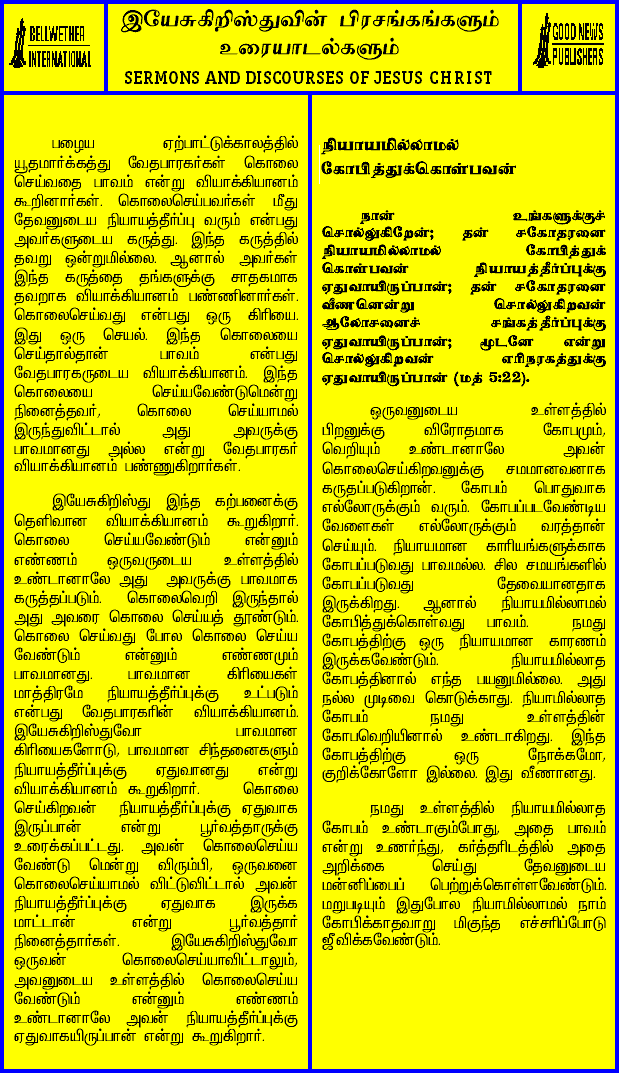 BELLWETHER
INTERNATIONAL
இயேசுகிறிஸ்துவின் பிரசங்கங்களும்
உரையாடல்களும்
SERMONS AND DISCOURSES OF JESUS CHRIST
GOOD NEWS
PUBLISHERS
பழைய ஏற்பாட்டுக்காலத்தில்
யூதமார்க்கத்து வேதபாரகர்கள் கொலை
செய்வதை பாவம் என்று வியாக்கியானம்
கூறினார்கள். கொலைசெய்பவர்கள் மீது
தேவனுடைய நியாயத்தீர்ப்பு வரும் என்பது
அவர்களுடைய கருத்து. இந்த கருத்தில்
தவறு ஒன்றுமில்லை. ஆனால் அவர்கள்
இந்த கருத்தை தங்களுக்கு சாதகமாக
தவறாக வியாக்கியானம் பண்ணினார்கள்.
கொலைசெய்வது என்பது ஒரு கிரியை.
இது ஒரு செயல். இந்த கொலையை
செய்தால்தான் பாவம் என்பது
வேதபாரகருடைய வியாக்கியானம். இந்த
கொலையை செய்யவேண்டுமென்று
நினைத்தவர், கொலை செய்யாமல்
இருந்துவிட்டால் அது அவருக்கு
பாவமானது அல்ல என்று வேதபாரகர்
வியாக்கியானம் பண்ணுகிறார்கள்.
இயேசுகிறிஸ்து இந்த கற்பனைக்கு
தெளிவான வியாக்கியானம் கூறுகிறார்.
கொலை செய்யவேண்டும் என்னும்
எண்ணம் ஒருவருடைய உள்ளத்தில்
உண்டானாலே அது அவருக்கு பாவமாக
கருத்தப்படும். கொலைவெறி இருந்தால்
அது அவரை கொலை செய்யத் தூண்டும்.
கொலை செய்வது போல கொலை செய்ய
வேண்டும் என்னும் எண்ணமும்
பாவமானது. பாவமான கிரியைகள்
மாத்திரமே நியாயத்தீர்ப்புக்கு உட்படும்
என்பது வேதபாரகரின் வியாக்கியானம்.
இயேசுகிறிஸ்துவோ பாவமான
கிரியைகளோடு, பாவமான சிந்தனைகளும்
நியாயத்தீர்ப்புக்கு ஏதுவானது என்று
வியாக்கியானம் கூறுகிறார். கொலை
செய்கிறவன் நியாயத்தீர்ப்புக்கு ஏதுவாக
இருப்பான் என்று பூர்வத்தாருக்கு
உரைக்கப்பட்டது. அவன் கொலைசெய்ய
வேண்டு மென்று விரும்பி, ஒருவனை
கொலைசெய்யாமல் விட்டுவிட்டால் அவன்
நியாயத்தீர்ப்புக்கு ஏதுவாக இருக்க
மாட்டான் என்று பூர்வத்தார்
நினைத்தார்கள். இயேசுகிறிஸ்துவோ
ஒருவன் கொலைசெய்யாவிட்டாலும்,
அவனுடைய உள்ளத்தில் கொலைசெய்ய
வேண்டும் என்னும் எண்ணம்
உண்டானாலே அவன் நியாயத்தீர்ப்புக்கு
ஏதுவாகயிருப்பான் என்று கூறுகிறார்.
நியாயமில்லாமல்
கோபித்துக்கொள்பவன்
நான் உங்களுக்குச்
சொல்லுகிறேன்; தன் சகோதரனை
நியாயமில்லாமல் கோபித்துக்
கொள்பவன் நியாயத்தீர்ப்புக்கு
ஏதுவாயிருப்பான்; தன் சகோதரனை
வீணனென்று சொல்லுகிறவன்
ஆலோசனைச் சங்கத்தீர்ப்புக்கு
ஏதுவாயிருப்பான்; மூடனே என்று
சொல்லுகிறவன் எரிநரகத்துக்கு
ஏதுவாயிருப்பான் (மத் 5:22).
ஒருவனுடைய உள்ளத்தில்
பிறனுக்கு விரோதமாக கோபமும்,
வெறியும் உண்டானாலே அவன்
கொலைசெய்கிறவனுக்கு சமமானவனாக
கருதப்படுகிறான். கோபம் பொதுவாக
எல்லோருக்கும் வரும். கோபப்படவேண்டிய
வேளைகள் எல்லோருக்கும் வரத்தான்
செய்யும். நியாயமான காரியங்களுக்காக
கோபப்படுவது பாவமல்ல. சில சமயங்களில்
கோபப்படுவது தேவையானதாக
இருக்கிறது. ஆனால் நியாயமில்லாமல்
கோபித்துக்கொள்வது பாவம். நமது
கோபத்திற்கு ஒரு நியாயமான காரணம்
இருக்கவேண்டும். நியாயமில்லாத
கோபத்தினால் எந்த பயனுமில்லை. அது
நல்ல முடிவை கொடுக்காது. நியாமில்லாத
கோபம் நமது உள்ளத்தின்
கோபவெறியினால் உண்டாகிறது. இந்த
கோபத்திற்கு ஒரு நோக்கமோ,
குறிக்கோளோ இல்லை. இது வீணானது.
நமது உள்ளத்தில் நியாயமில்லாத
கோபம் உண்டாகும்போது, அதை பாவம்
என்று உணர்ந்து, கர்த்தரிடத்தில் அதை
அறிக்கை செய்து தேவனுடைய
மன்னிப்பைப் பெற்றுக்கொள்ளவேண்டும்.
மறுபடியும் இதுபோல நியாமில்லாமல் நாம்
கோபிக்காதவாறு மிகுந்த எச்சரிப்போடு
ஜீவிக்கவேண்டும்.